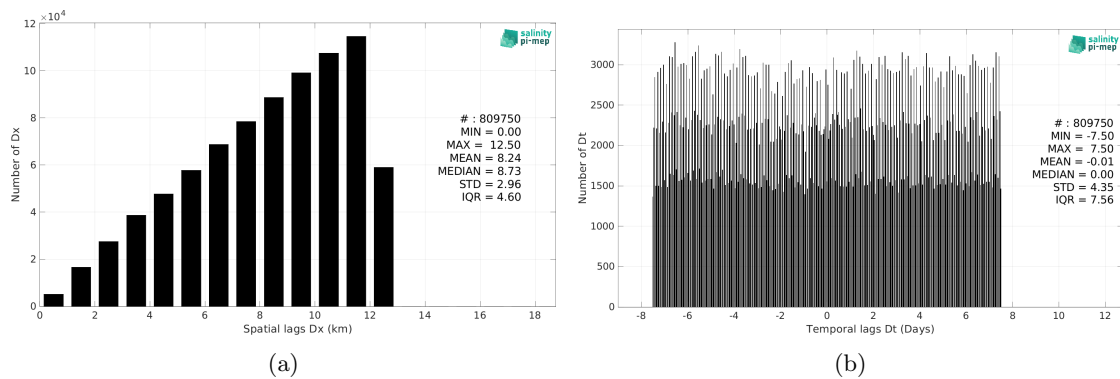 ×10⁴
12
10
8
6
4
2
0
Number of Dx
0 2 4 6 8 10 12 14 16 18
Spatial lags Dx (km)
salinity
pi-mep
# : 809750
MIN = 0.00
MAX = 12.50
MEAN = 8.24
MEDIAN = 8.73
STD = 2.96
IQR = 4.60
(a)
3000
2500
2000
1500
1000
500
0
Number of Dt
-8 -6 -4 -2 0 2 4 6 8 10 12
Temporal lags Dt (Days)
salinity
pi-mep
# : 809750
MIN = -7.50
MAX = 7.50
MEAN = -0.01
MEDIAN = 0.00
STD = 4.35
IQR = 7.56
(b)